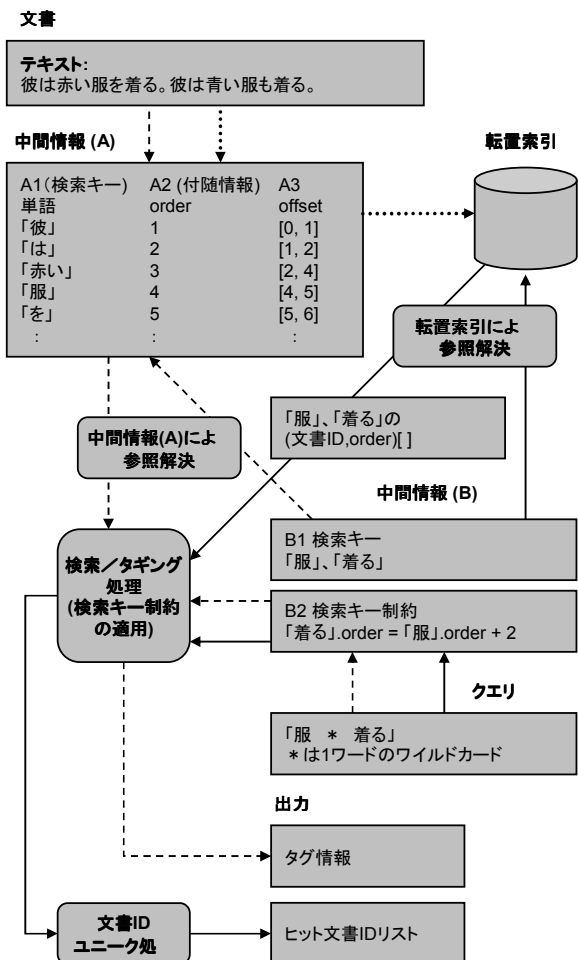 文書
テキスト:
彼は赤い服を着る。彼は青い服も着る。
中間情報 (A)
転置索引
A1(検索キー) A2 (付随情報) A3
単語 order offset
「彼」 1 [0, 1]
「は」 2 [1, 2]
「赤い」 3 [2, 4]
「服」 4 [4, 5]
「を」 5 [5, 6]
: : :
転置索引によ
参照解決
「服」、「着る」の
(文書ID,order)[ ]
中間情報(A)によ
参照解決
中間情報 (B)
B1 検索キー
「服」、「着る」
検索／タギング
処理
(検索キー制約
の適用)
B2 検索キー制約
「着る」.order = 「服」.order + 2
クエリ
「服 ＊ 着る」
＊は1ワードのワイルドカード
出力
タグ情報
文書ID
ユニーク処
ヒット文書IDリスト